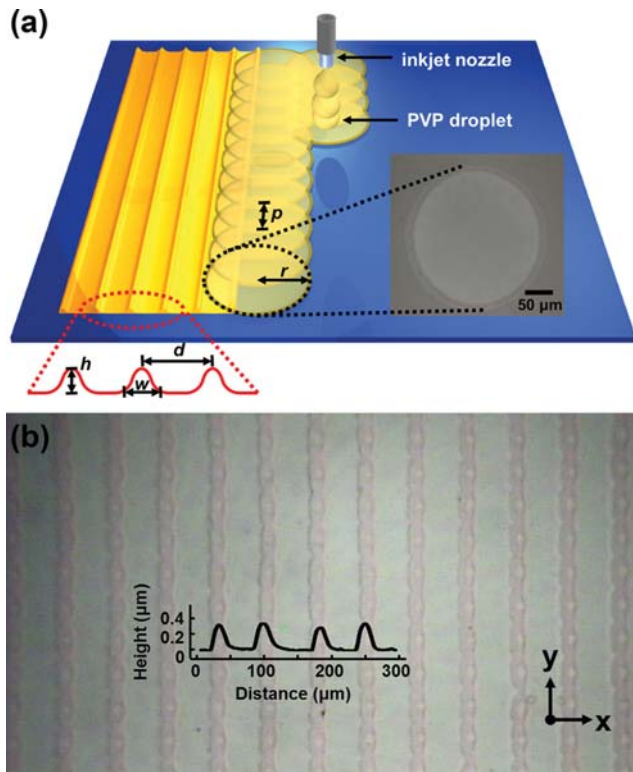 (a)
inkjet nozzle
PVP droplet
p
r
50 µm
h
d
w
(b)
0.4
0.2
0
Height (µm)
0 100 200 300
Distance (µm)
y
x